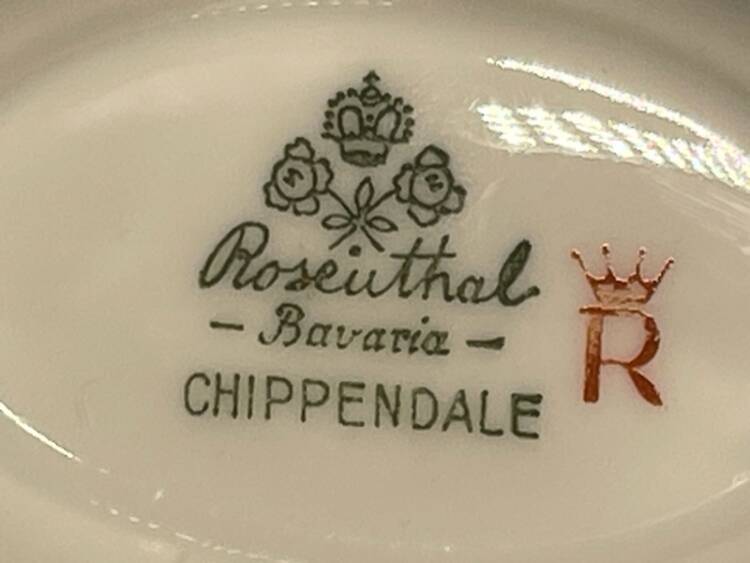 Rosenthal
- Bavaria -
CHIPPENDALE
R